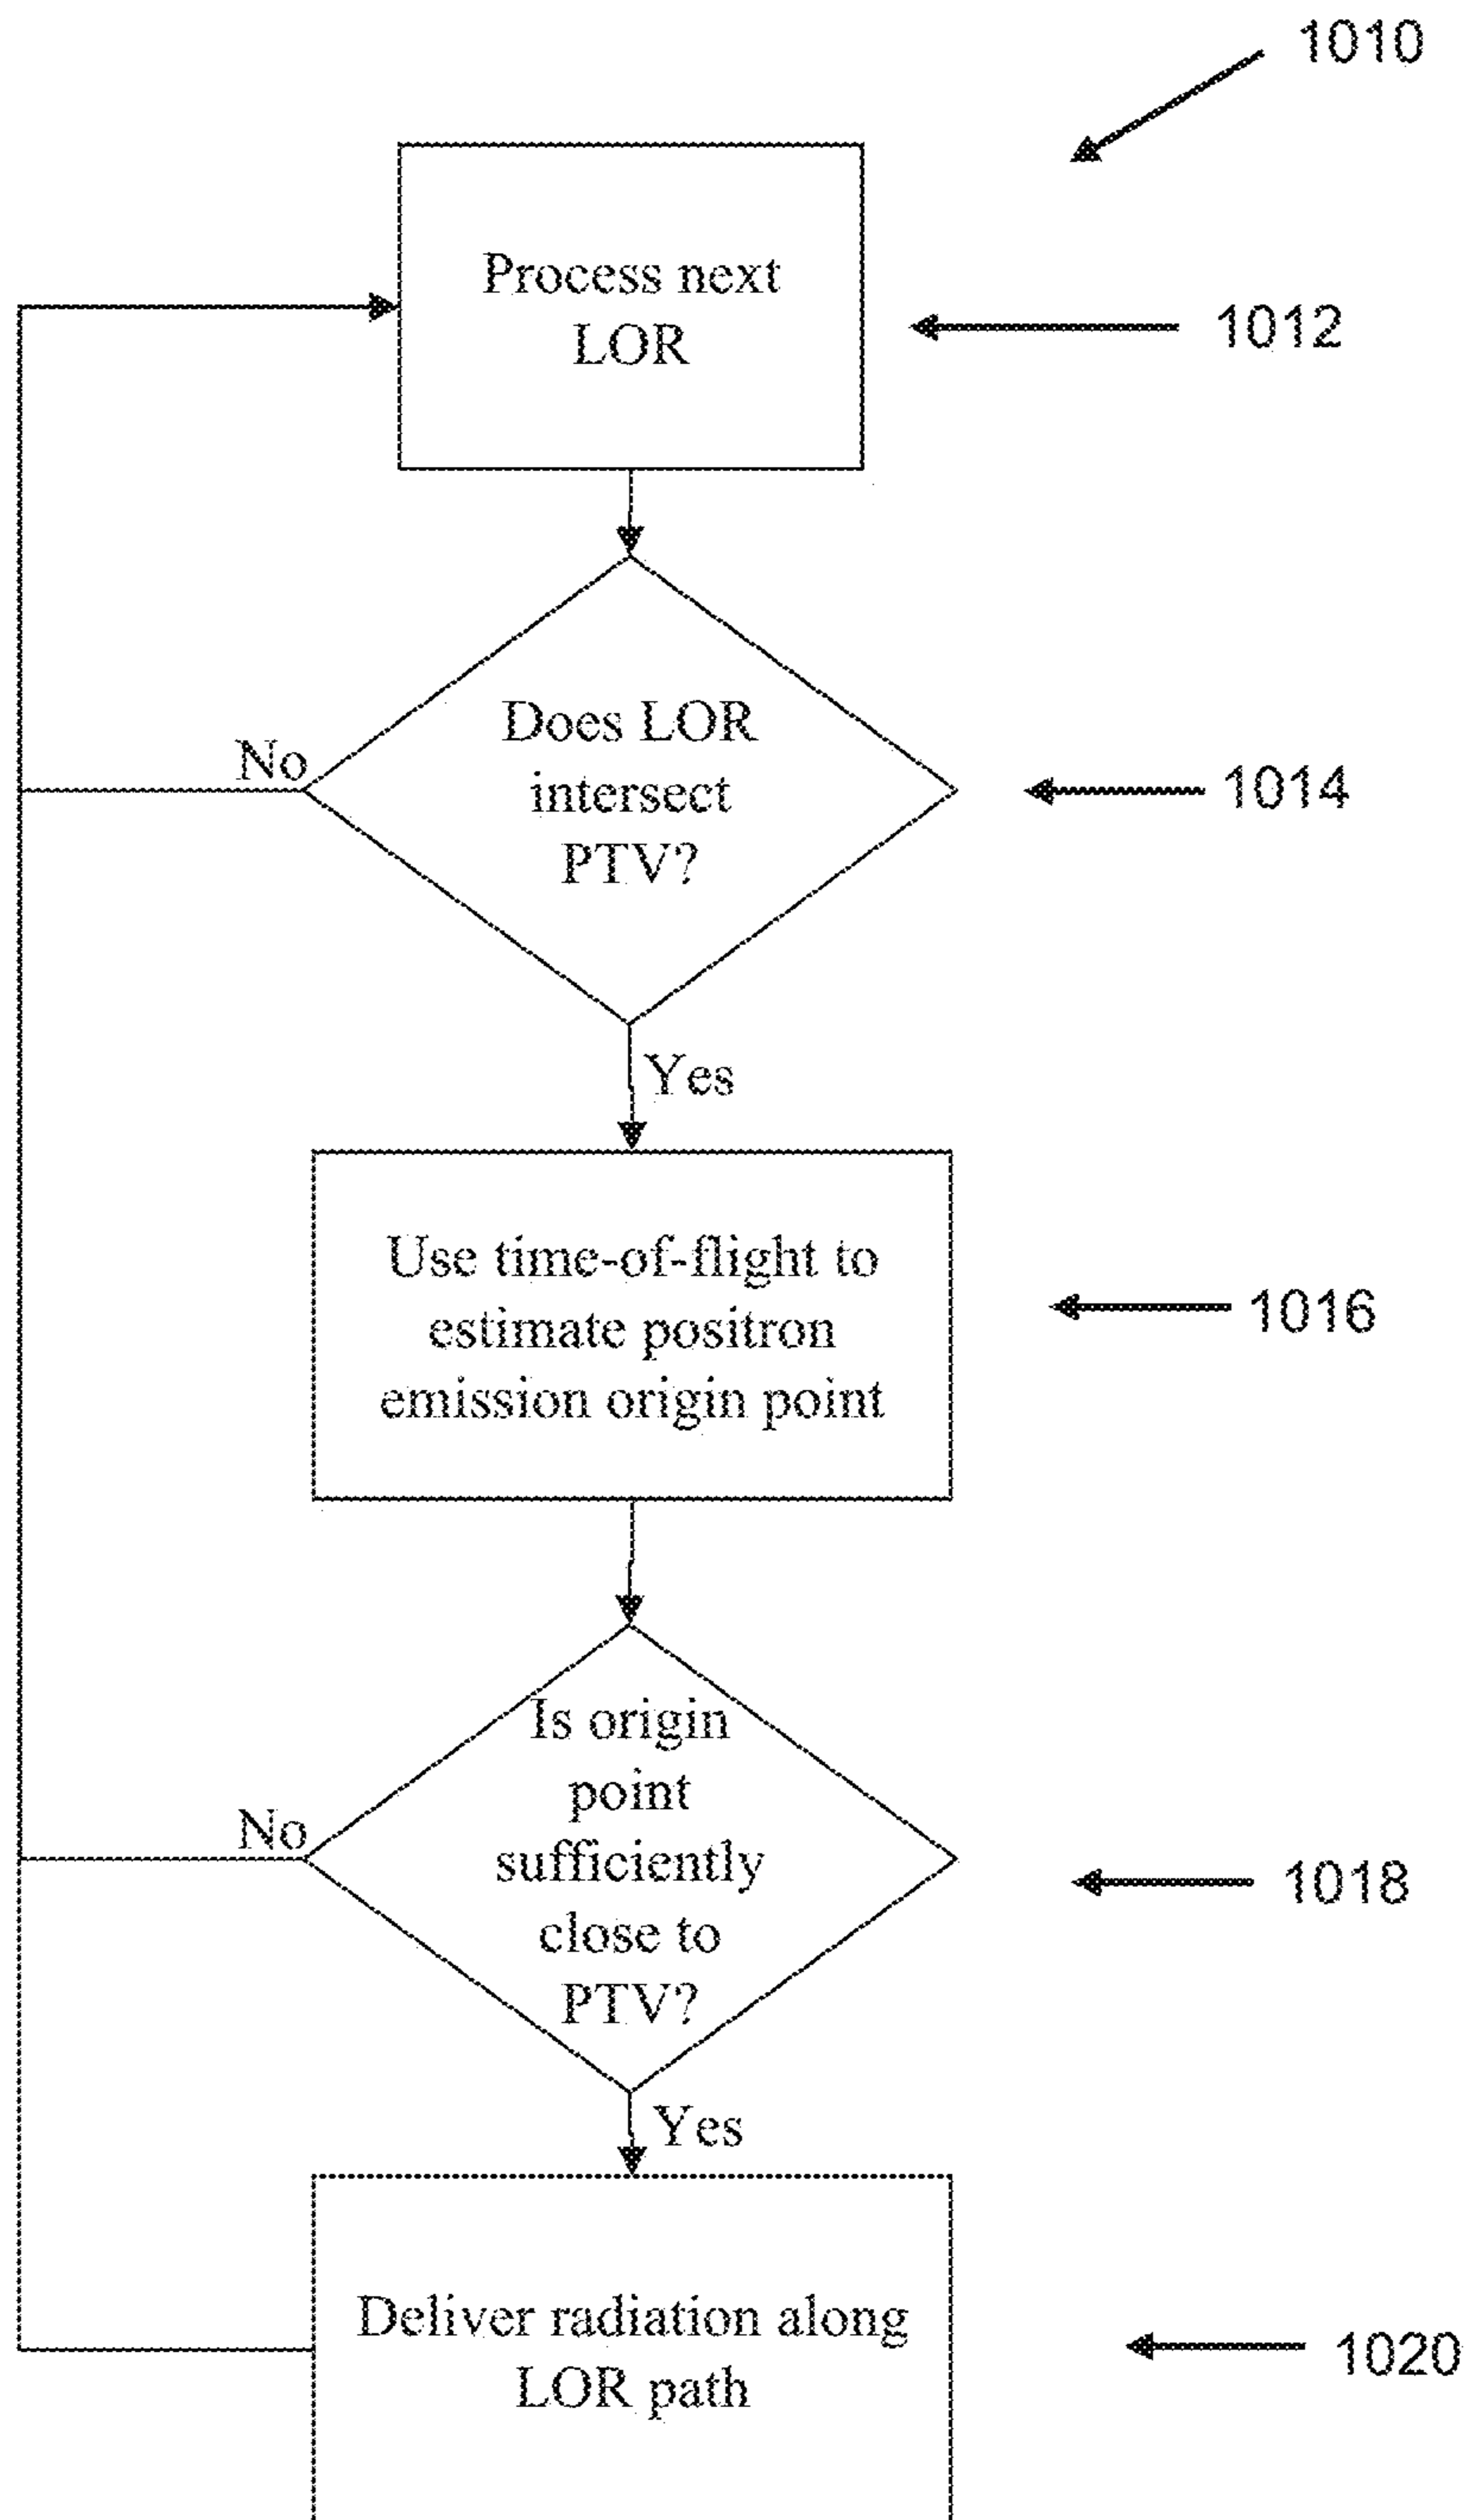 1010
Process next
LOR
1012
Does LOR
intersect
PTV?
No
1014
Yes
Use time-of-flight to
estimate positron
emission origin point
1016
Is origin
point
sufficiently
close to
PTV?
No
1018
Yes
Deliver radiation along
LOR path
1020